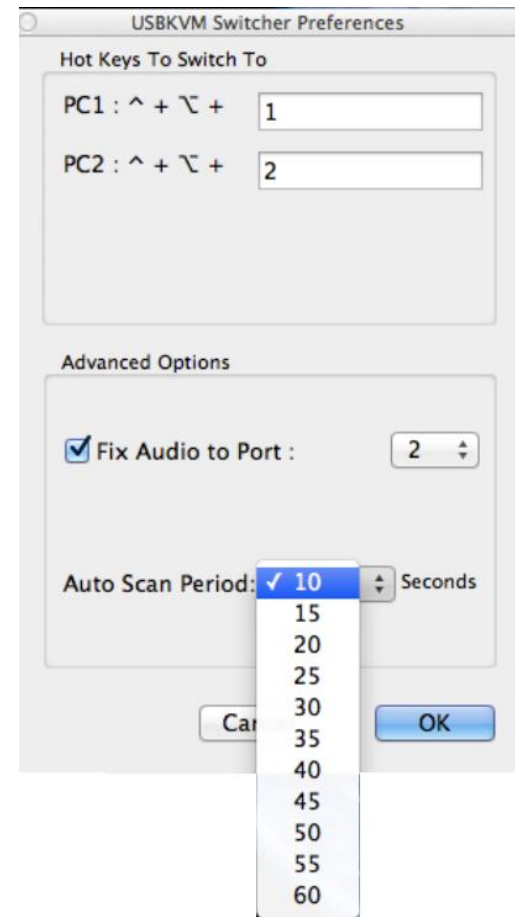 USBKVM Switcher Preferences
Hot Keys To Switch To
PC1 : ^ + ⌥ + 1
PC2 : ^ + ⌥ + 2
Advanced Options
Fix Audio to Port : 2
Auto Scan Period: ✓ 10 Seconds
15
20
25
30
OK
35
40
45
50
55
60